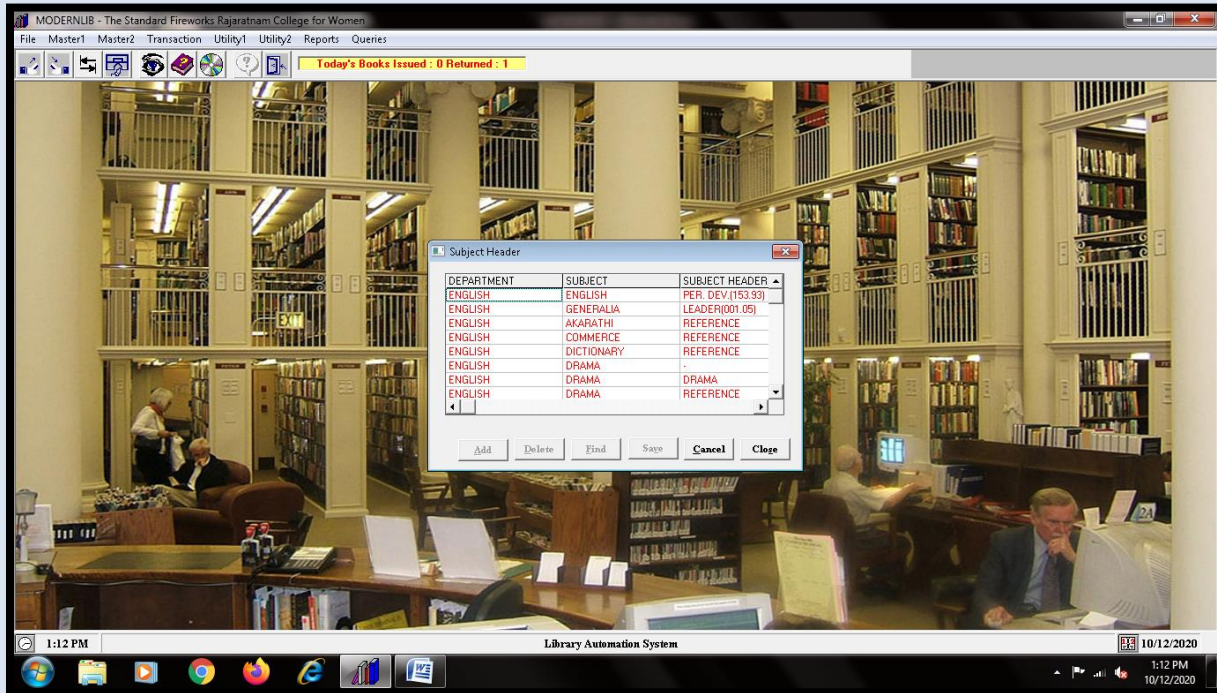 MODERNLIB - The Standard Fireworks Rajaratnam College for Women
File Master1 Master2 Transaction Utility1 Utility2 Reports Queries
Today's Books Issued : 0 Returned : 1
EXIT
Subject Header
DEPARTMENT SUBJECT SUBJECT HEADER
ENGLISH ENGLISH PER. DEV.(153.93)
ENGLISH GENERALIA LEADER(001.05)
ENGLISH AKARATHI REFERENCE
ENGLISH COMMERCE REFERENCE
ENGLISH DICTIONARY REFERENCE
ENGLISH DRAMA -
ENGLISH DRAMA DRAMA
ENGLISH DRAMA REFERENCE
Add Delete Find Save Cancel Close
2A
1:12 PM Library Automation System 10/12/2020
1:12 PM
10/12/2020